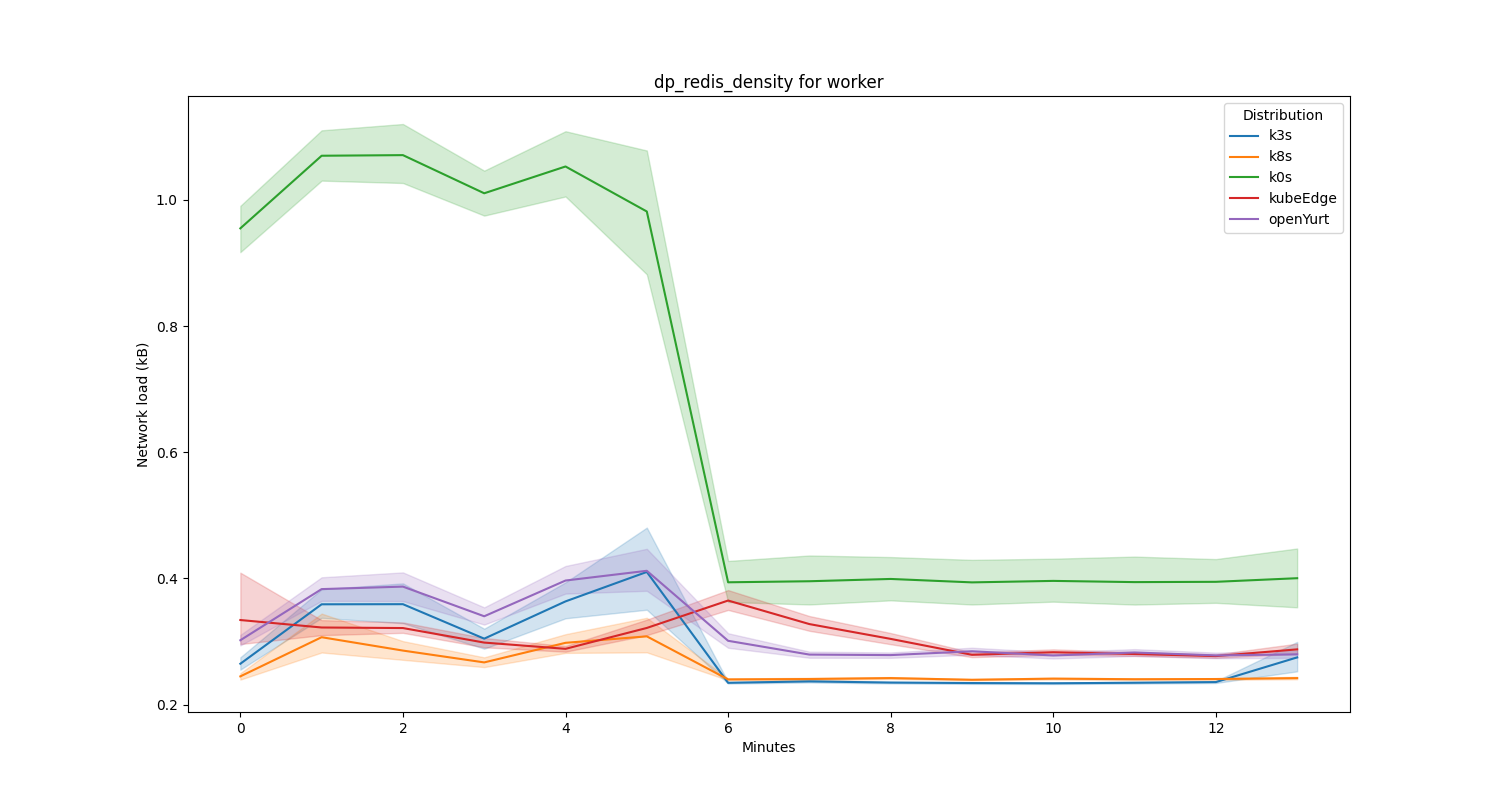 dp_redis_density for worker
Distribution
k3s
k8s
k0s
kubeEdge
openYurt
Network load (kB)
1.0
0.8
0.6
0.4
0.2
0 2 4 6 8 10 12
Minutes